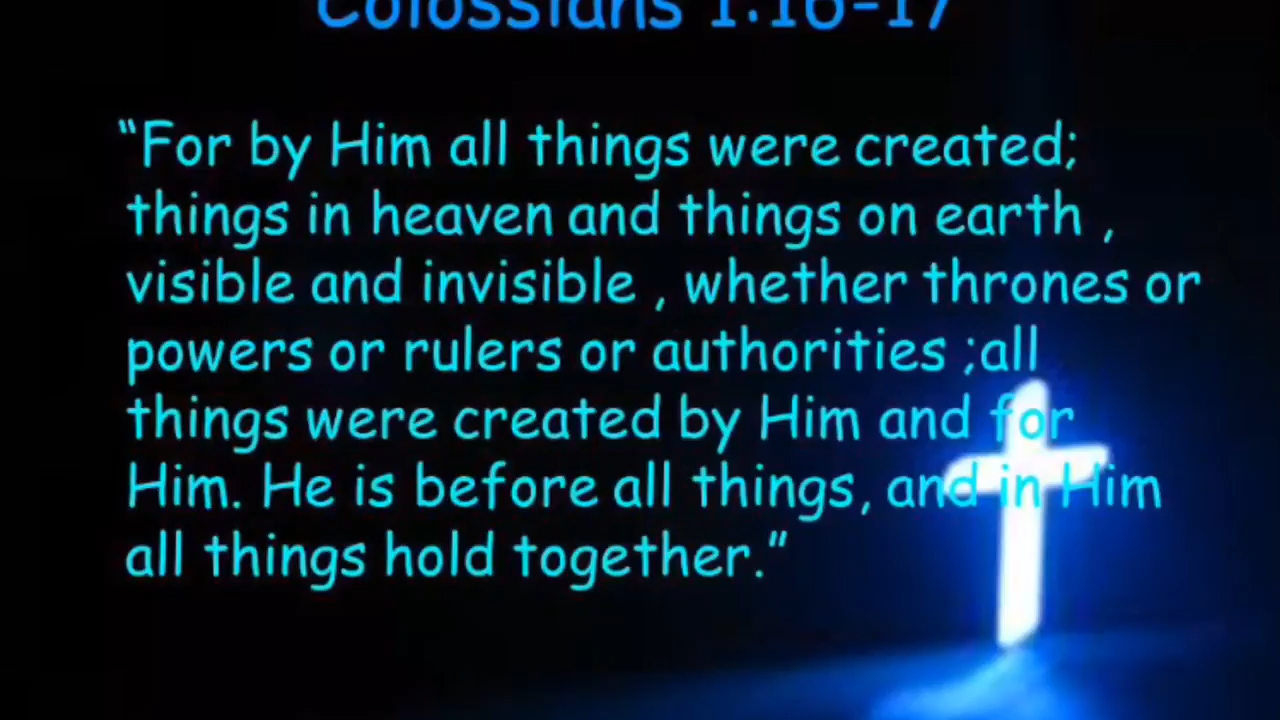 Colossians 1:16-17
“For by Him all things were created;
things in heaven and things on earth ,
visible and invisible , whether thrones or
powers or rulers or authorities ;all
things were created by Him and for
Him. He is before all things, and in Him
all things hold together.”